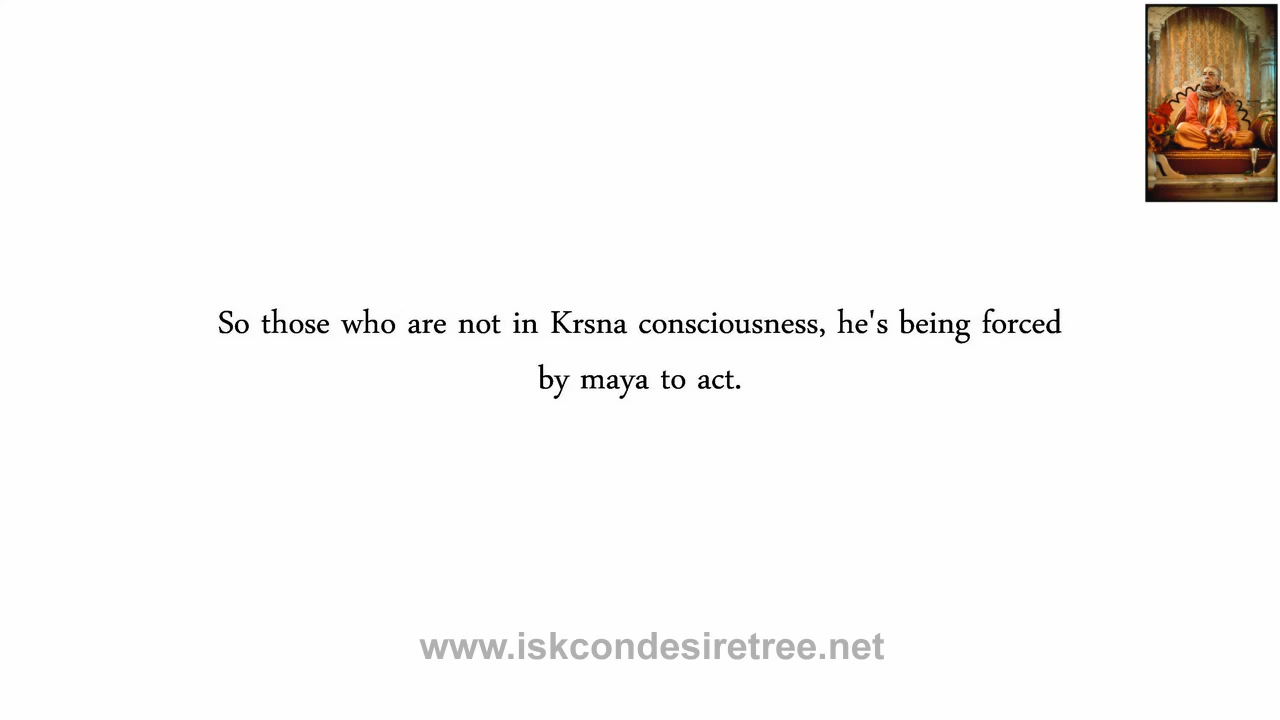 So those who are not in Krsna consciousness, he's being forced
by maya to act.
www.iskcondesiretree.net